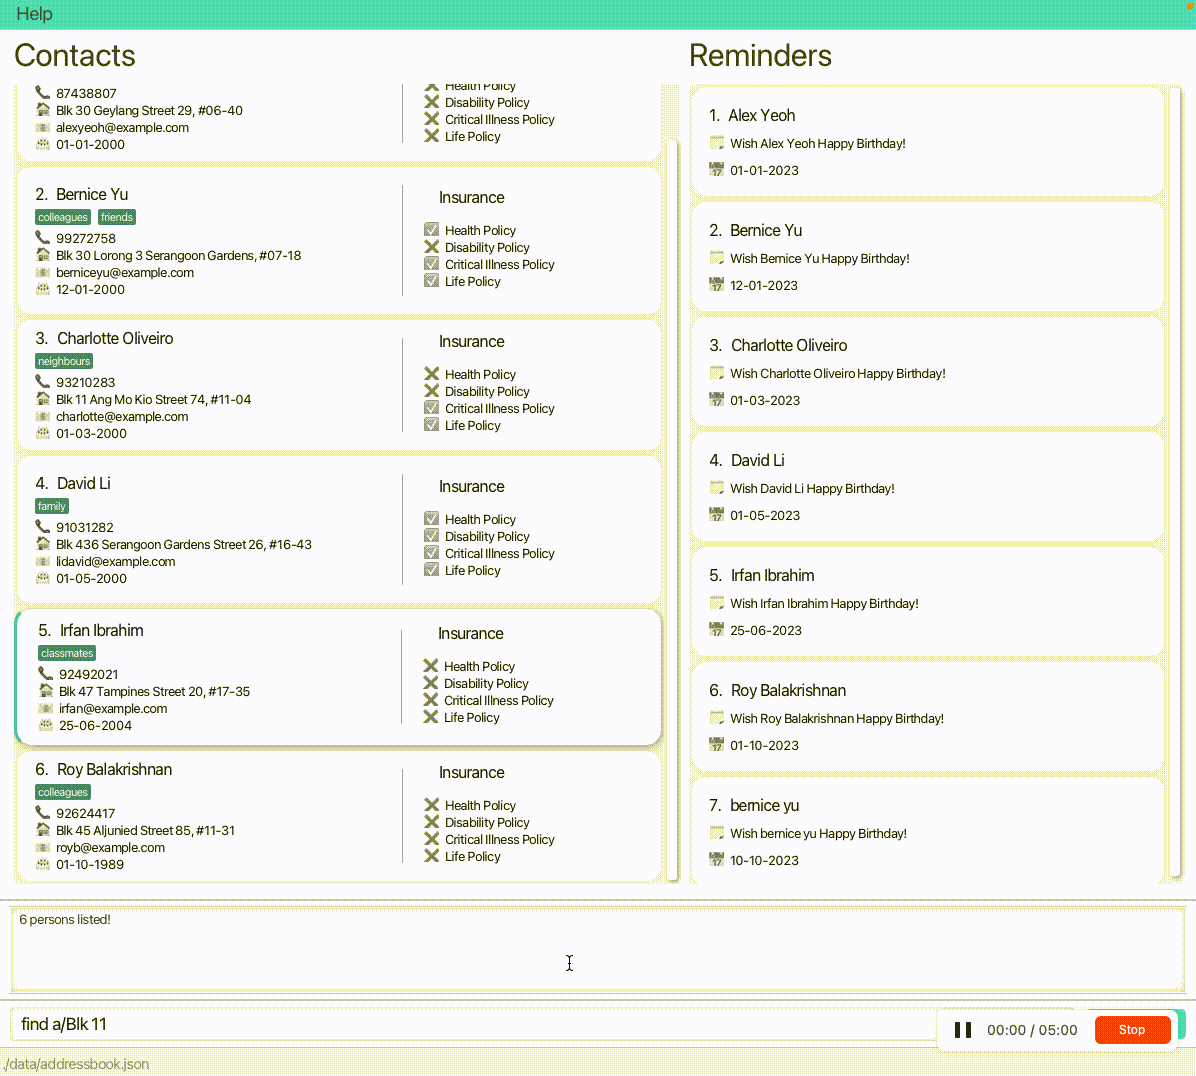 Help
Contacts
87438807
Blk 30 Geylang Street 29, #06-40
alexyeoh@example.com
01-01-2000
Health Policy
Disability Policy
Critical Illness Policy
Life Policy
2. Bernice Yu
colleagues friends
99272758
Blk 30 Lorong 3 Serangoon Gardens, #07-18
berniceyu@example.com
12-01-2000
Insurance
Health Policy
Disability Policy
Critical Illness Policy
Life Policy
3. Charlotte Oliveiro
neighbours
93210283
Blk 11 Ang Mo Kio Street 74, #11-04
charlotte@example.com
01-03-2000
Insurance
Health Policy
Disability Policy
Critical Illness Policy
Life Policy
4. David Li
family
91031282
Blk 436 Serangoon Gardens Street 26, #16-43
lidavid@example.com
01-05-2000
Insurance
Health Policy
Disability Policy
Critical Illness Policy
Life Policy
5. Irfan Ibrahim
classmates
92492021
Blk 47 Tampines Street 20, #17-35
irfan@example.com
25-06-2004
Insurance
Health Policy
Disability Policy
Critical Illness Policy
Life Policy
6. Roy Balakrishnan
colleagues
92624417
Blk 45 Aljunied Street 85, #11-31
royb@example.com
01-10-1989
Insurance
Health Policy
Disability Policy
Critical Illness Policy
Life Policy
Reminders
1. Alex Yeoh
Wish Alex Yeoh Happy Birthday!
17 01-01-2023
2. Bernice Yu
Wish Bernice Yu Happy Birthday!
17 12-01-2023
3. Charlotte Oliveiro
Wish Charlotte Oliveiro Happy Birthday!
17 01-03-2023
4. David Li
Wish David Li Happy Birthday!
17 01-05-2023
5. Irfan Ibrahim
Wish Irfan Ibrahim Happy Birthday!
17 25-06-2023
6. Roy Balakrishnan
Wish Roy Balakrishnan Happy Birthday!
17 01-10-2023
7. bernice yu
Wish bernice yu Happy Birthday!
17 10-10-2023
6 persons listed!
find a/Blk 11
00:00 / 05:00
Stop
./data/addressbook.json